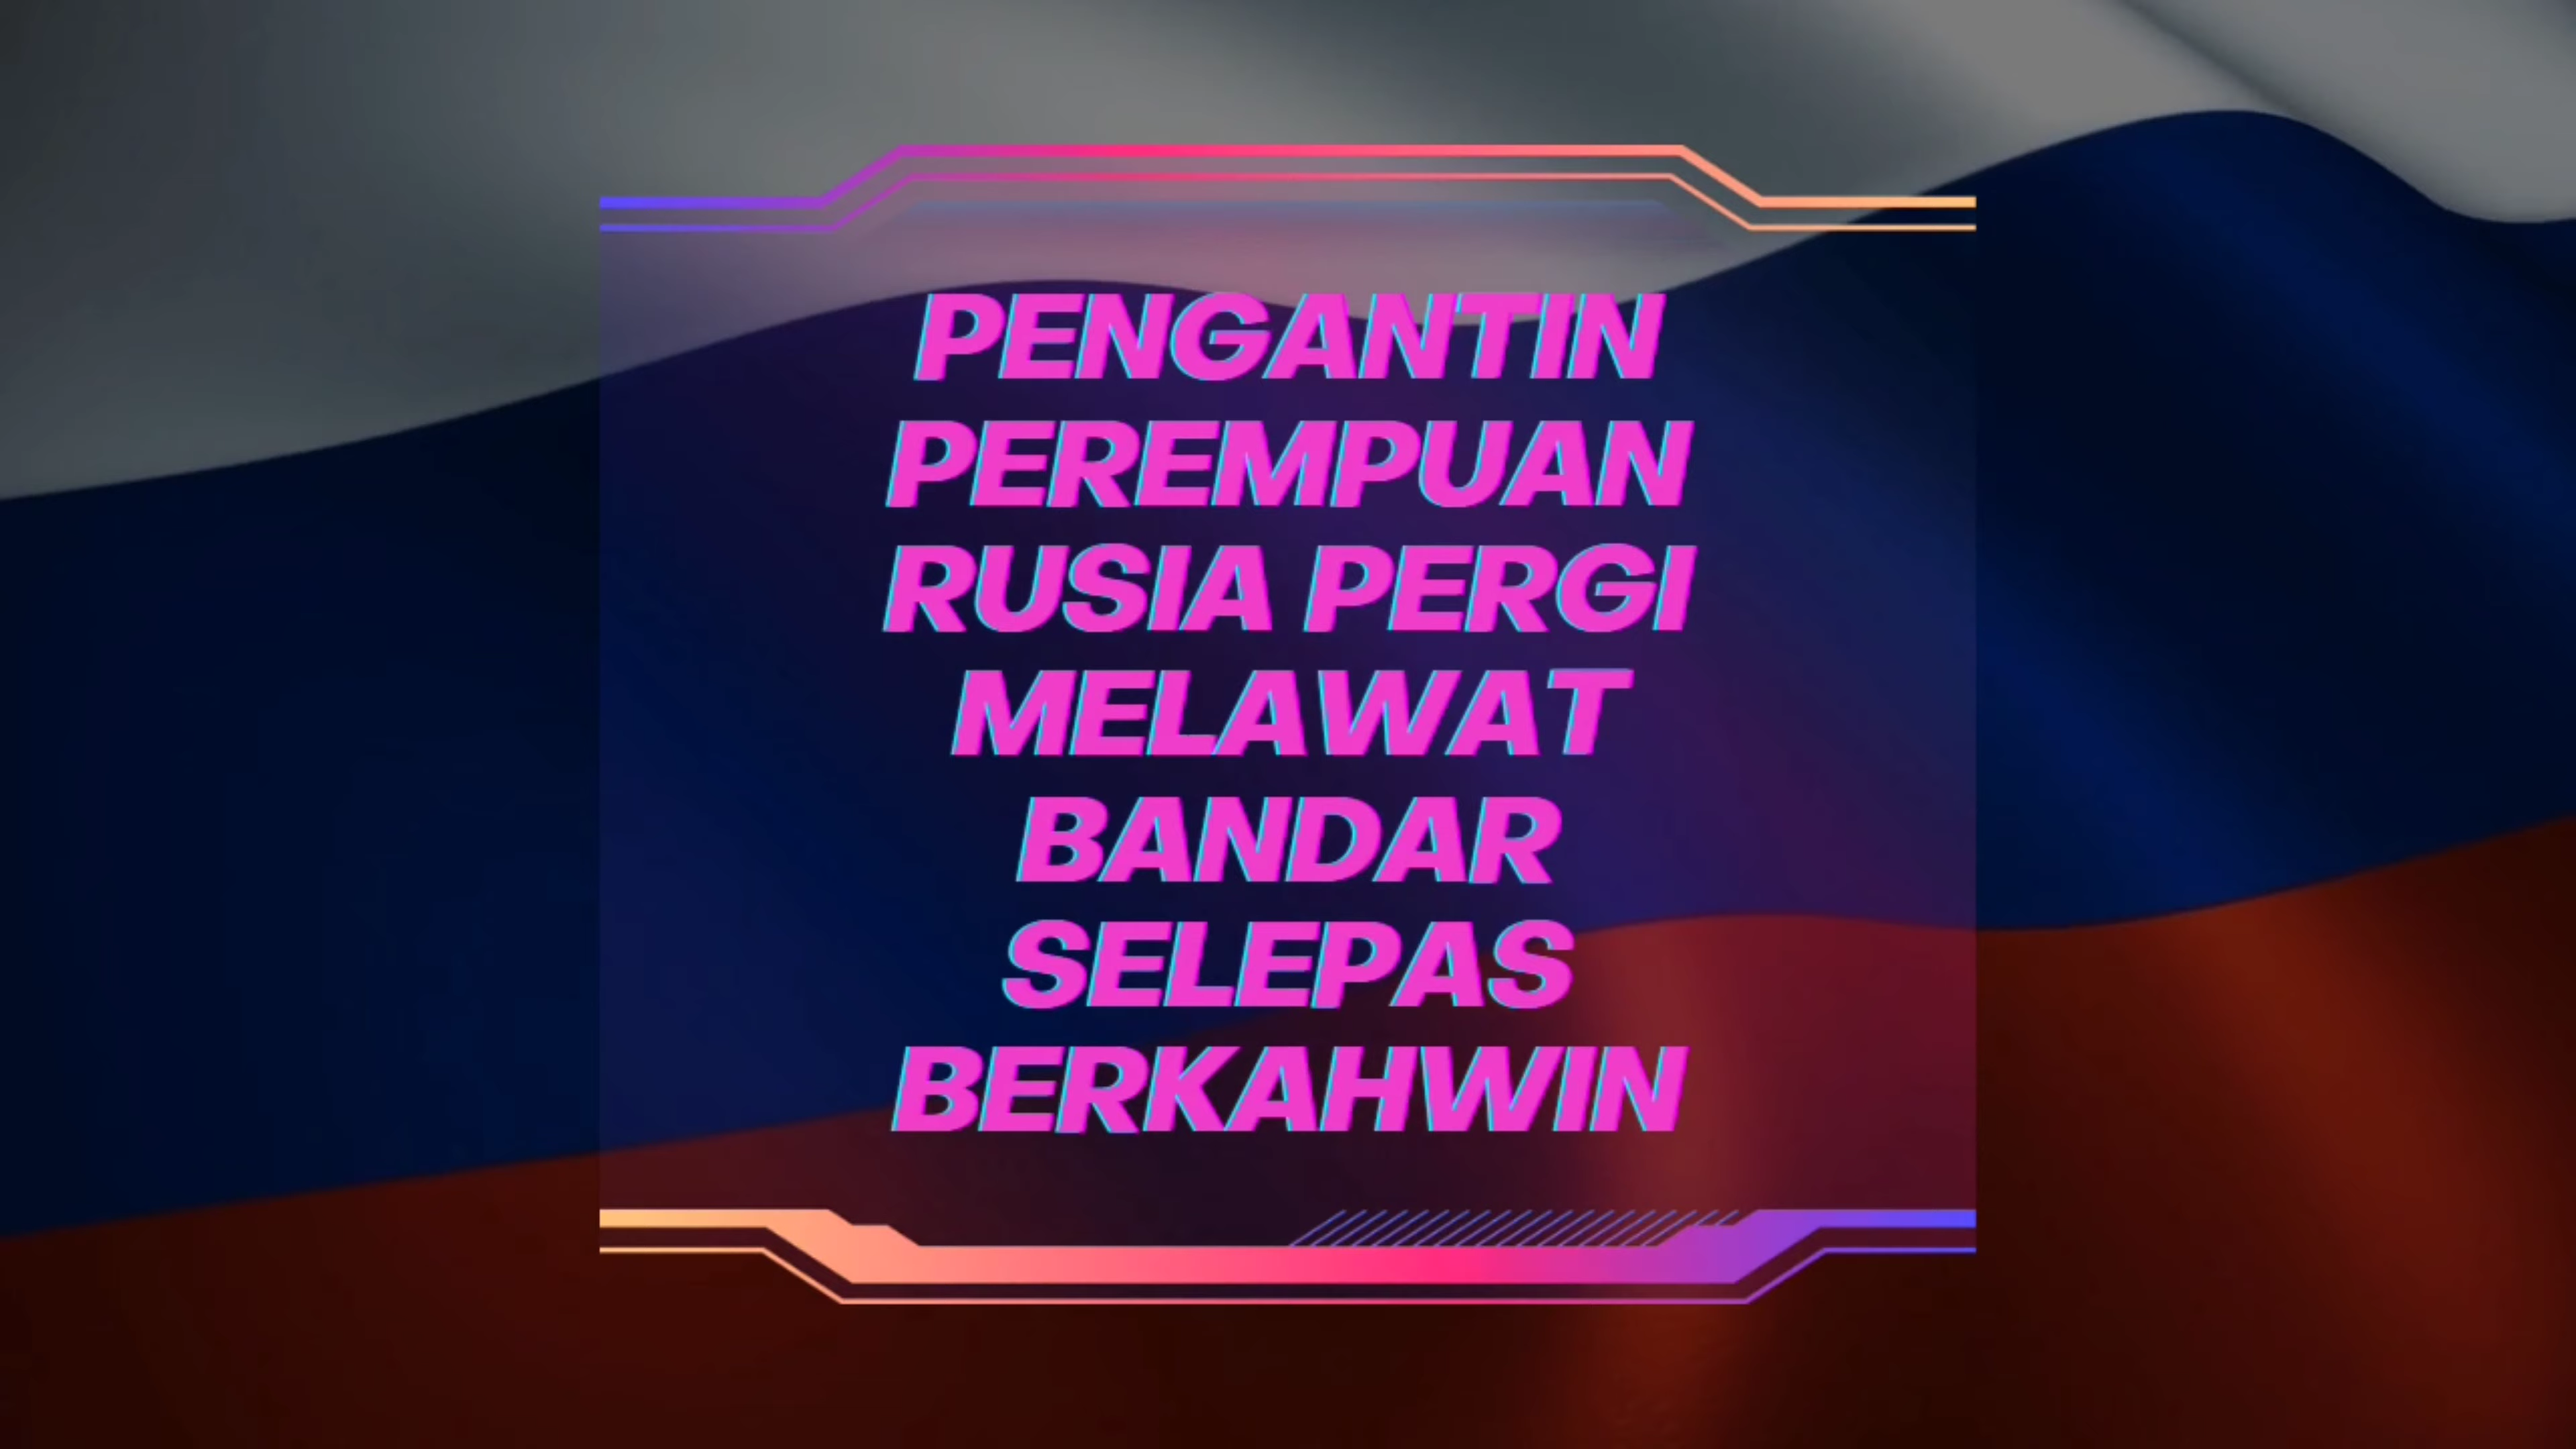 PENGANTIN
PEREMPUAN
RUSIA PERGI
MELAWAT
BANDAR
SELEPAS
BERKAHWIN